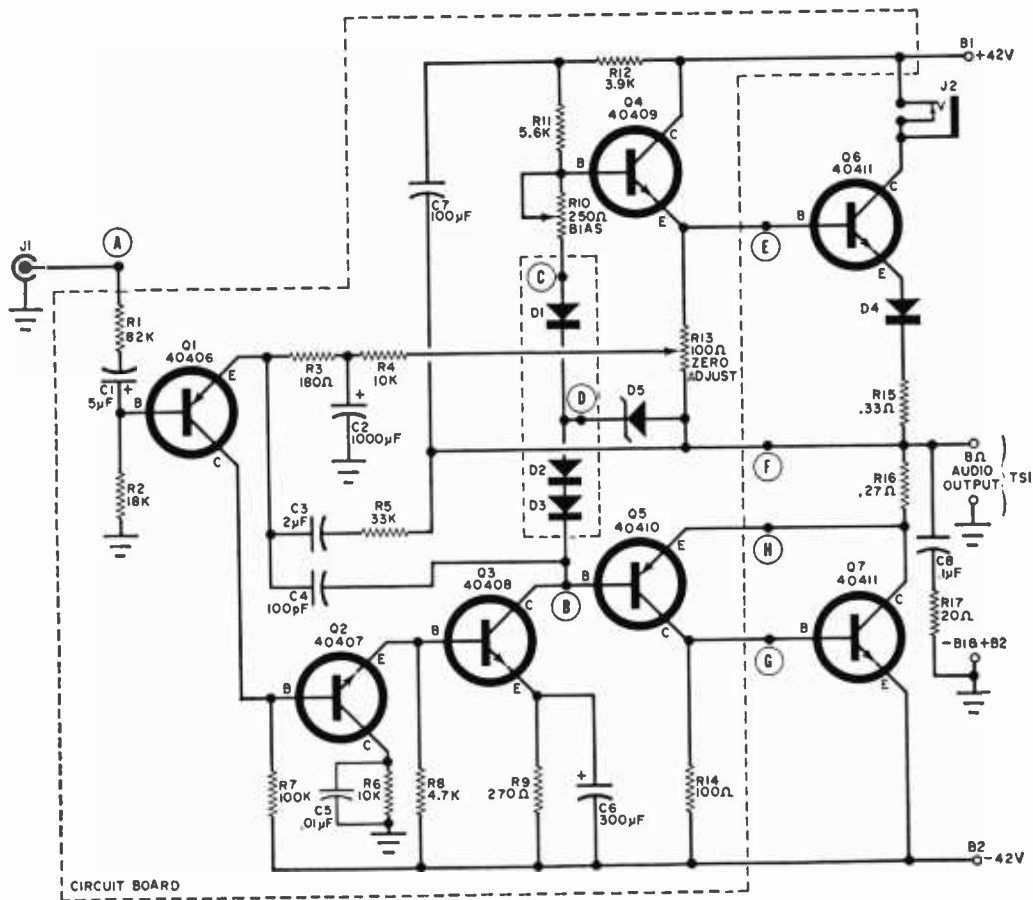 B1
+42V
R12
3.9K
J2
Q4
40409
R11
5.6K
Q6
40411
C
B
C7
100µF
R10
250Ω
BIAS
E
E
B
C
J1
A
C
E
D1
D4
R1
82K
Q1
40406
E
R3
180Ω
R4
10K
R13
100Ω
ZERO
ADJUST
C1
5µF
+
B
C2
1000µF
+
D
D5
R15
.33Ω
C
F
8Ω
AUDIO
OUTPUT
TS1
R2
18K
D2
R16
.27Ω
C3
2µF
R5
33K
D3
Q5
40410
E
H
C4
100pF
Q3
40408
C
B
B
Q7
40411
C8
.1µF
C
R17
20Ω
Q2
40407
B
C
G
B
-B1&+B2
E
E
E
B
C
R7
100K
R6
10K
C5
.01µF
R8
4.7K
R9
270Ω
+
C6
300µF
R14
100Ω
B2
-42V
CIRCUIT BOARD